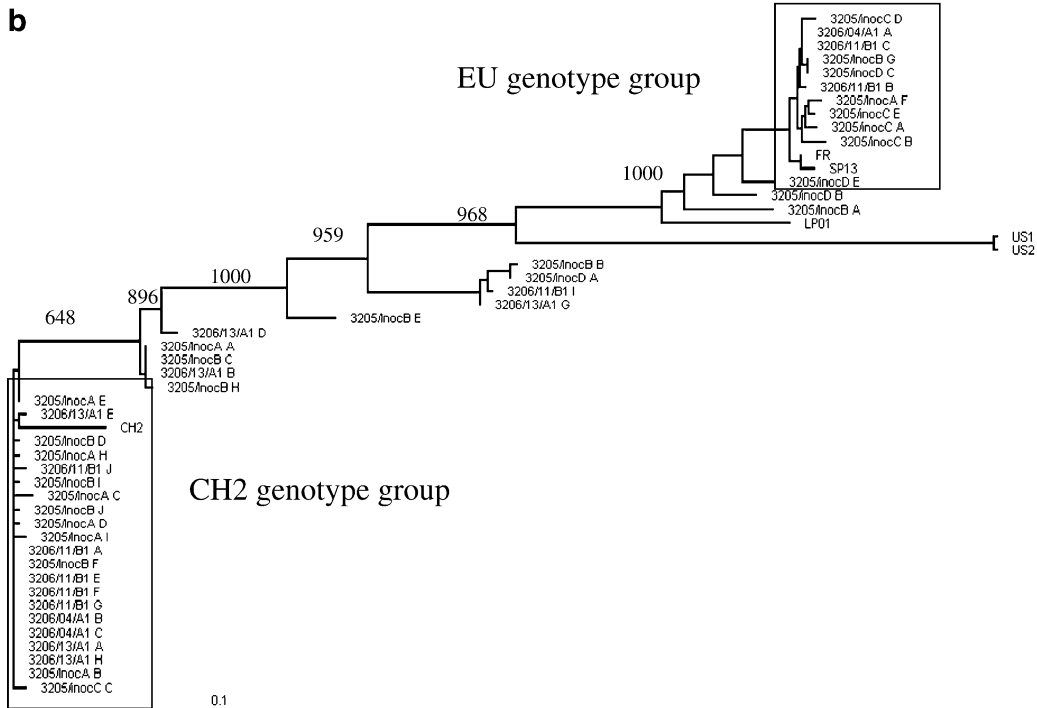 b
3205/InocC D
3206/04/A1 A
3206/11/B1 C
3205/InocB G
3205/InocD C
3206/11/B1 B
3205/InocA F
3205/InocC E
3205/InocC A
3205/InocC B
FR
SP13
3205/InocD E
3205/InocD B
3205/InocB A
LP01
US1
US2
EU genotype group
1000
968
959
1000
896
648
3205/InocB B
3205/InocD A
3206/11/B1 I
3206/13/A1 G
3205/InocB E
3206/13/A1 D
3205/InocA A
3205/InocB C
3206/13/A1 B
3205/InocB H
3205/InocA E
3206/13/A1 E
CH2
3205/InocB D
3205/InocA H
3206/11/B1 J
3205/InocB I
3205/InocA C
3205/InocB J
3205/InocA D
3205/InocA I
3206/11/B1 A
3205/InocB F
3206/11/B1 E
3206/11/B1 F
3206/11/B1 G
3206/04/A1 B
3206/04/A1 C
3206/13/A1 A
3206/13/A1 H
3205/InocA B
3205/InocC C
CH2 genotype group
0.1